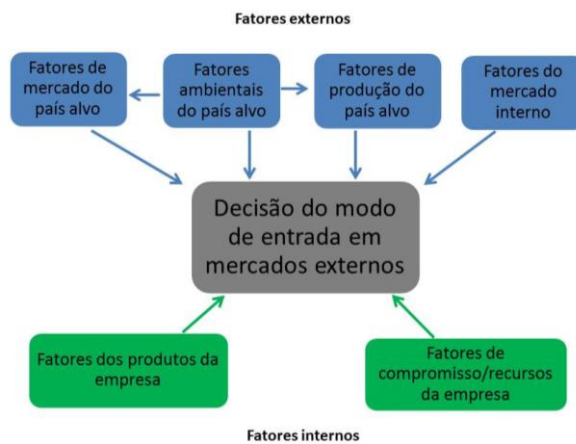 Fatores externos
Fatores de
mercado do
país alvo
Fatores
ambientais
do país alvo
Fatores de
produção do
país alvo
Fatores do
mercado
interno
Decisão do modo
de entrada em
mercados externos
Fatores dos produtos da
empresa
Fatores de
compromisso/recursos
da empresa
Fatores internos